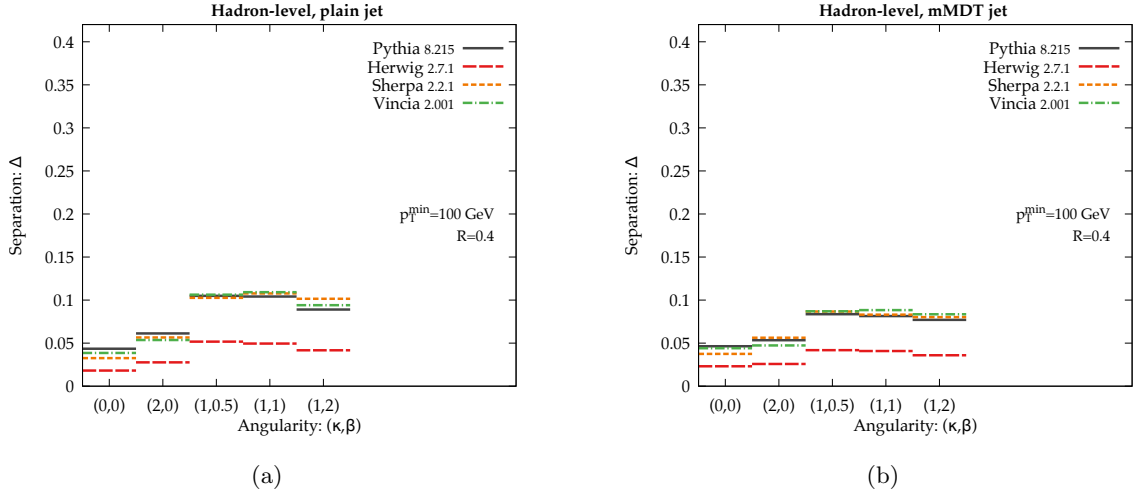 Hadron-level, plain jet
Separation: Δ
0.4
0.35
0.3
0.25
0.2
0.15
0.1
0.05
0
Pythia 8.215
Herwig 2.7.1
Sherpa 2.2.1
Vincia 2.001
p_T^min=100 GeV
R=0.4
(0,0) (2,0) (1,0.5) (1,1) (1,2)
Angularity: (κ,β)
(a)
Hadron-level, mMDT jet
Separation: Δ
0.4
0.35
0.3
0.25
0.2
0.15
0.1
0.05
0
Pythia 8.215
Herwig 2.7.1
Sherpa 2.2.1
Vincia 2.001
p_T^min=100 GeV
R=0.4
(0,0) (2,0) (1,0.5) (1,1) (1,2)
Angularity: (κ,β)
(b)